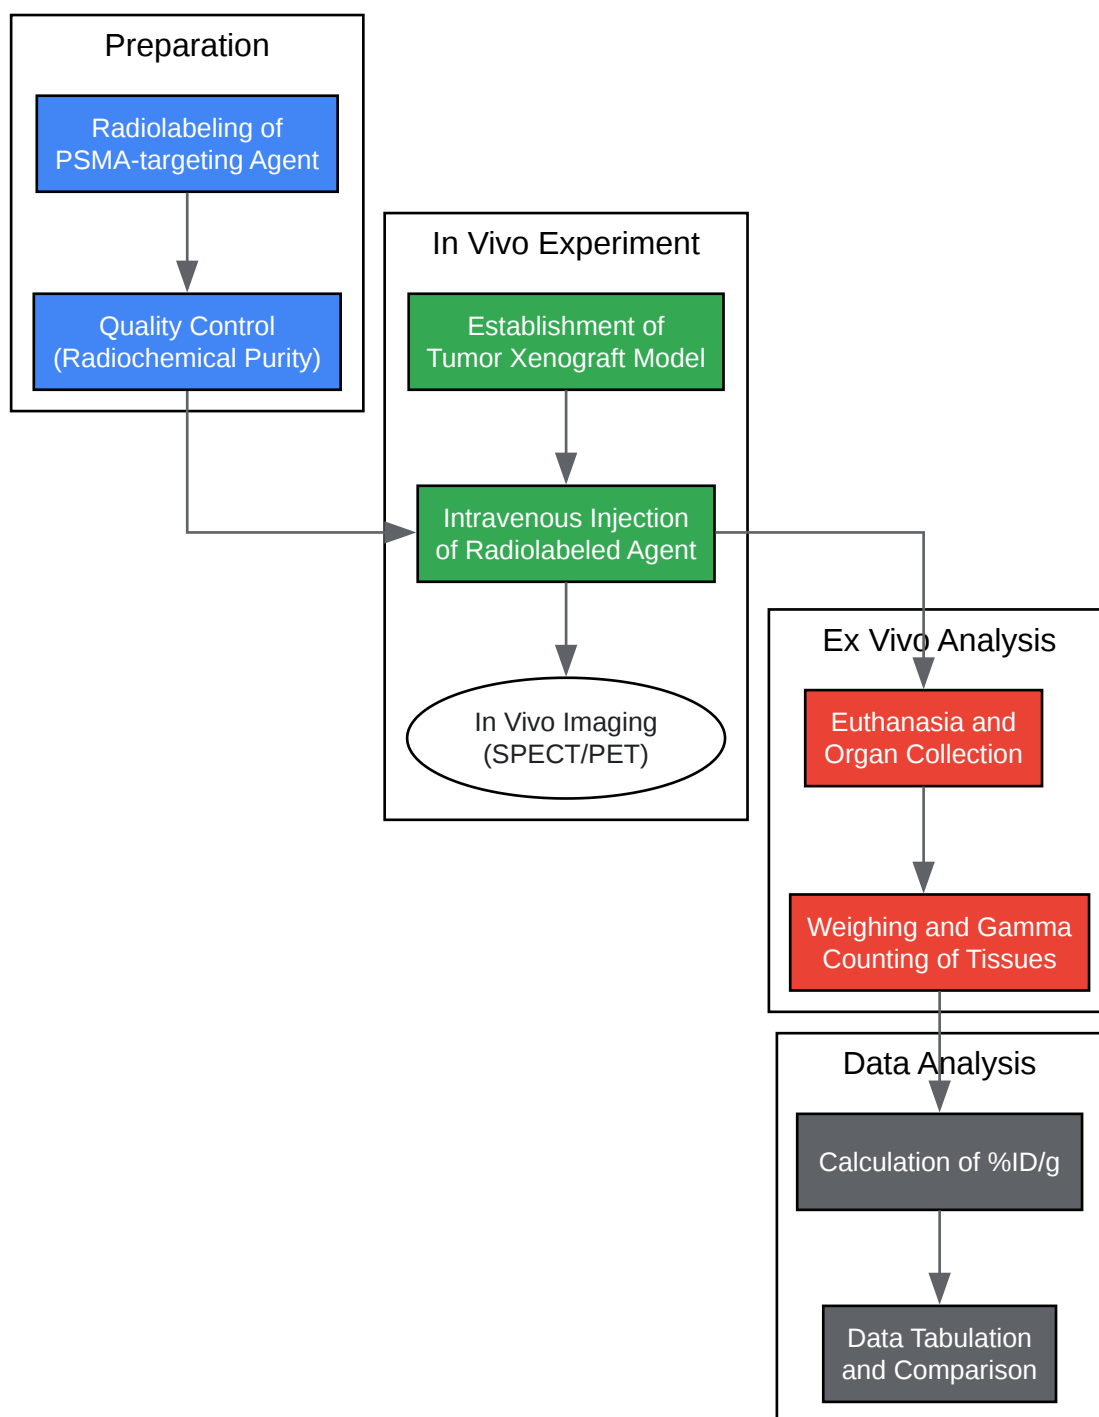 Preparation
Radiolabeling of
PSMA-targeting Agent
Quality Control
(Radiochemical Purity)
In Vivo Experiment
Establishment of
Tumor Xenograft Model
Intravenous Injection
of Radiolabeled Agent
In Vivo Imaging
(SPECT/PET)
Ex Vivo Analysis
Euthanasia and
Organ Collection
Weighing and Gamma
Counting of Tissues
Data Analysis
Calculation of %ID/g
Data Tabulation
and Comparison